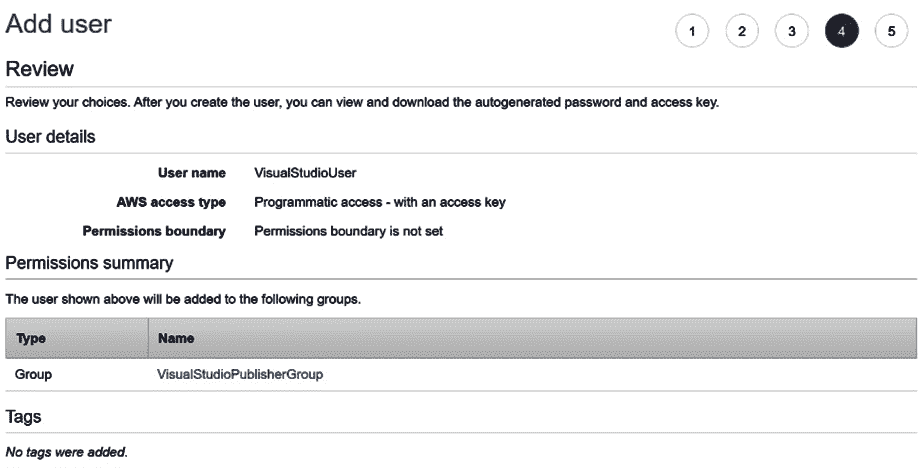 Add user
1 2 3 4 5
Review
Review your choices. After you create the user, you can view and download the autogenerated password and access key.
User details
User name VisualStudioUser
AWS access type Programmatic access - with an access key
Permissions boundary Permissions boundary is not set
Permissions summary
The user shown above will be added to the following groups.
Type Name
Group VisualStudioPublisherGroup
Tags
No tags were added.